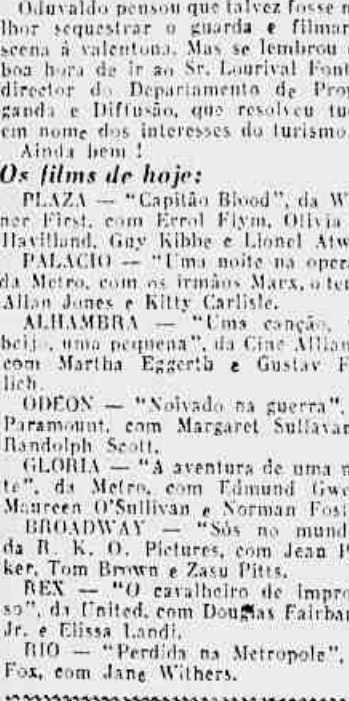 Oduvaldo pensou que talvez fosse m
lhor sequestrar o guarda e filmar
scena à valentona. Mas se lembrou
boa hora de ir ao Sr. Lourival Font
director do Departamento de Prop
ganda e Diffusão, que resolveu tu
em nome dos interesses do turismo.
Ainda bem !
Os films de hoje:
PLAZA — "Capitão Blood", da W
ner First, com Errol Flynn, Olivia
Havilland, Guy Kibbe e Lionel Atw
PALACIO — "Uma noite na opera
da Metro, com os irmãos Marx, o ten
Allan Jones e Kitty Carlisle.
ALHAMBRA — "Uma canção,
beijo, uma pequena", da Cine Allian
com Martha Eggerth e Gustav F
lich.
ODEON — "Noivado na guerra",
Paramount, com Margaret Sullavan
Randolph Scott.
GLORIA — "A aventura de uma n
te", da Metro, com Edmund Gwe
Maureen O'Sullivan e Norman Fost
BROADWAY — "Sós no mund
da R. K. O. Pictures, com Jean P
ker, Tom Brown e Zasu Pitts.
REX — "O cavalheiro de impro
so", da United, com Douglas Fairban
Jr. e Elissa Landi.
RIO — "Perdida na Metropole",
Fox, com Jane Withers.